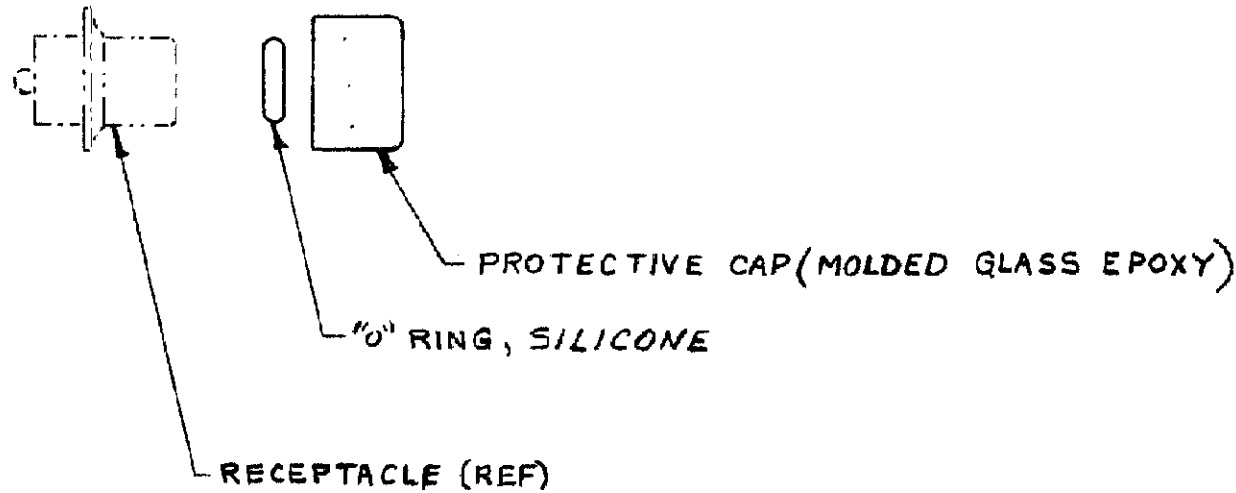 PROTECTIVE CAP (MOLDED GLASS EPOXY)
"O" RING, SILICONE
RECEPTACLE (REF)